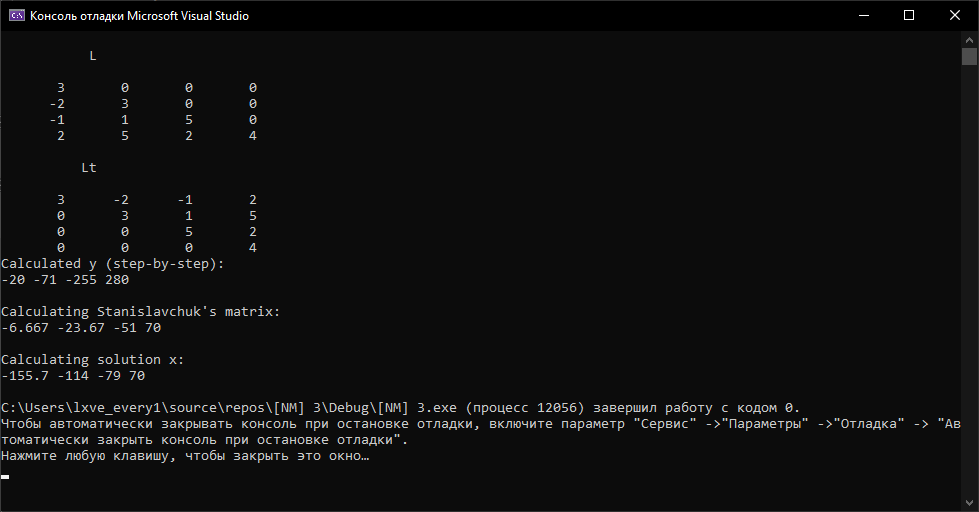 Консоль отладки Microsoft Visual Studio
L
3 0 0 0
-2 3 0 0
-1 1 5 0
2 5 2 4
Lt
3 -2 -1 2
0 3 1 5
0 0 5 2
0 0 0 4
Calculated y (step-by-step):
-20 -71 -255 280
Calculating Stanislavchuk's matrix:
-6.667 -23.67 -51 70
Calculating solution x:
-155.7 -114 -79 70
C:\Users\lxve_every1\source\repos\[NM] 3\Debug\[NM] 3.exe (процесс 12056) завершил работу с кодом 0.
Чтобы автоматически закрывать консоль при остановке отладки, включите параметр "Сервис" ->"Параметры" ->"Отладка" -> "Ав
томатически закрыть консоль при остановке отладки".
Нажмите любую клавишу, чтобы закрыть это окно…